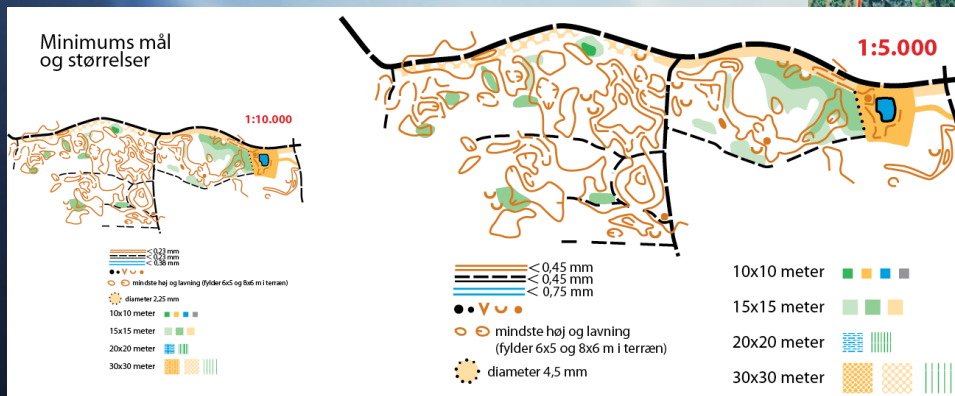 Minimums mål
og størrelser
1:10.000
< 0,23 mm
< 0,23 mm
< 0,38 mm
mindste høj og lavning (fylder 6x5 og 8x6 m i terræn)
diameter 2,25 mm
10x10 meter
15x15 meter
20x20 meter
30x30 meter
1:5.000
< 0,45 mm
< 0,45 mm
< 0,75 mm
mindste høj og lavning
(fylder 6x5 og 8x6 m i terræn)
diameter 4,5 mm
10x10 meter
15x15 meter
20x20 meter
30x30 meter